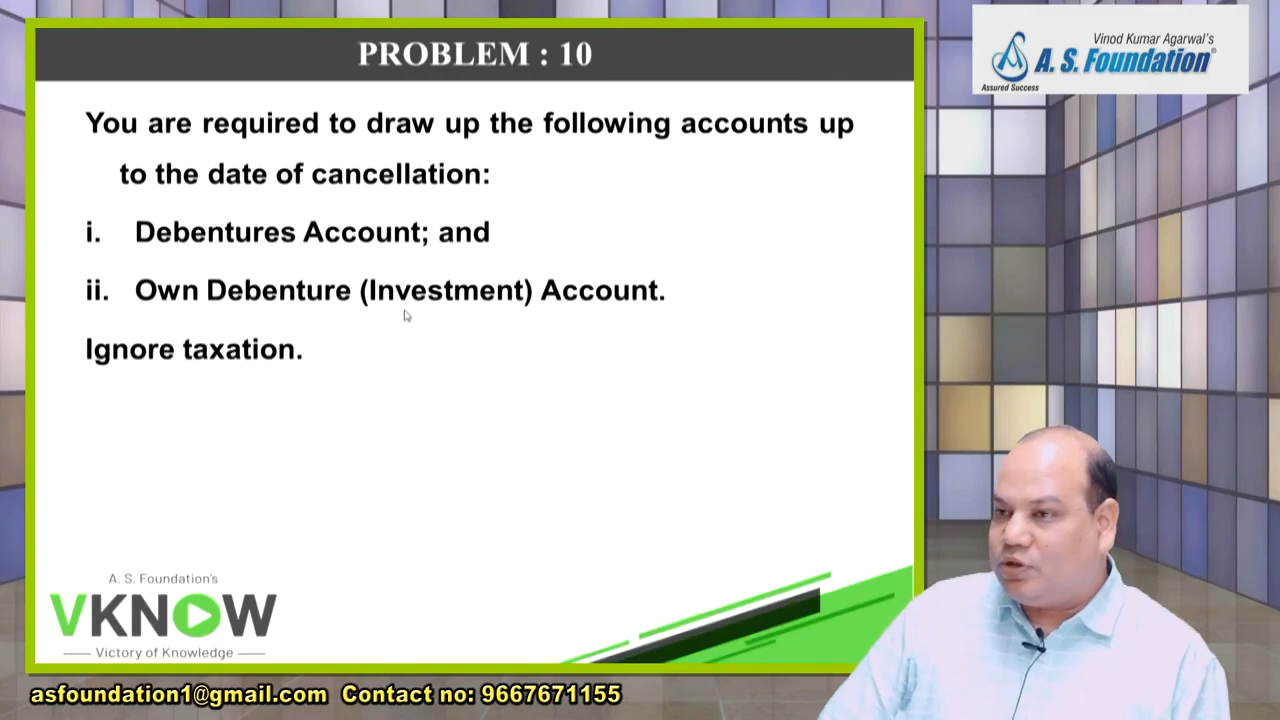 PROBLEM : 10
Vinod Kumar Agarwal's
A. S. Foundation®
Assured Success
You are required to draw up the following accounts up
to the date of cancellation:
i. Debentures Account; and
ii. Own Debenture (Investment) Account.
Ignore taxation.
A. S. Foundation's
VKNOW
Victory of Knowledge
asfoundation1@gmail.com Contact no: 9667671155